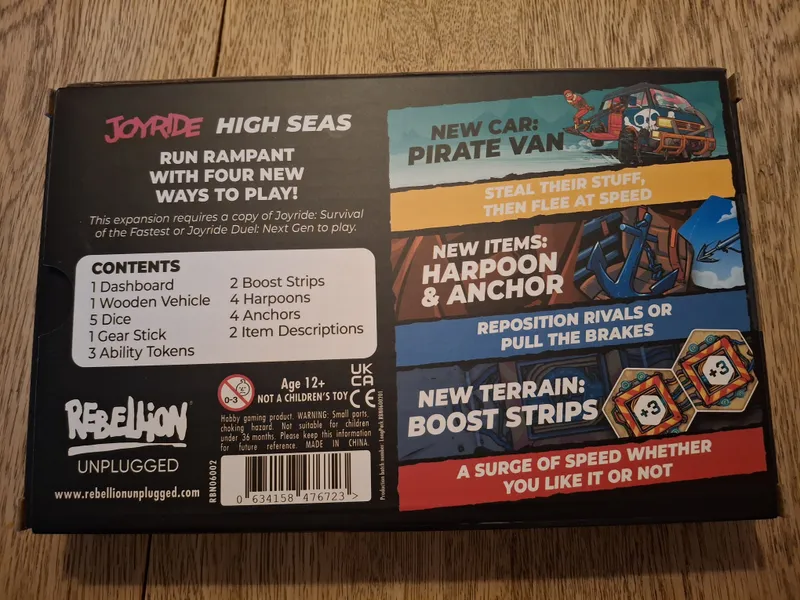 JOYRIDE HIGH SEAS
RUN RAMPANT
WITH FOUR NEW
WAYS TO PLAY!
This expansion requires a copy of Joyride: Survival
of the Fastest or Joyride Duel: Next Gen to play.
CONTENTS
1 Dashboard
1 Wooden Vehicle
5 Dice
1 Gear Stick
3 Ability Tokens
2 Boost Strips
4 Harpoons
4 Anchors
2 Item Descriptions
REBELLION
UNPLUGGED
www.rebellionunplugged.com
0-3
Age 12+
NOT A CHILDREN'S TOY
UK
CA
CE
Hobby gaming product. WARNING: Small parts,
choking hazard. Not suitable for children
under 36 months. Please keep this information
for future reference. MADE IN CHINA
RBN06002
0 634158 476723 >
Production batch number:
NEW CAR:
PIRATE VAN
STEAL THEIR STUFF,
THEN FLEE AT SPEED
NEW ITEMS:
HARPOON
& ANCHOR
REPOSITION RIVALS OR
PULL THE BRAKES
NEW TERRAIN:
BOOST STRIPS
+3
+3
A SURGE OF SPEED WHETHER
YOU LIKE IT OR NOT